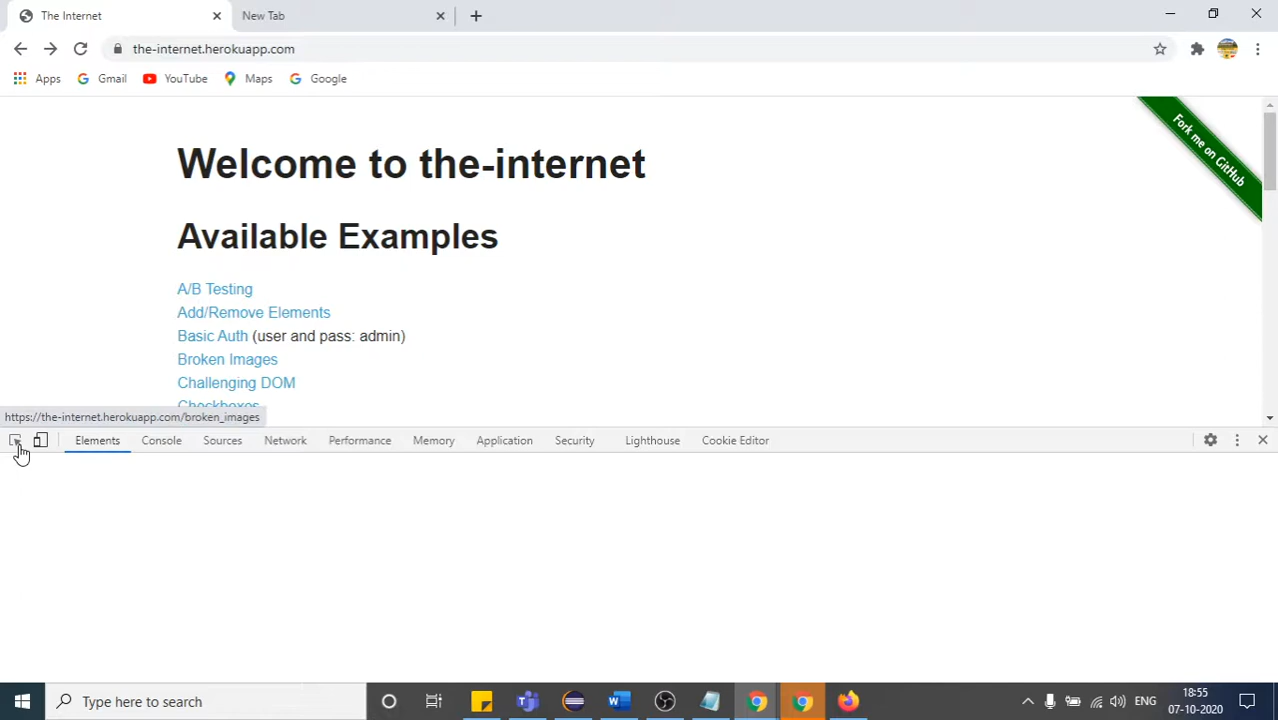 The Internet
New Tab
the-internet.herokuapp.com
Apps
Gmail
YouTube
Maps
Google
Fork me on GitHub
Welcome to the-internet
Available Examples
A/B Testing
Add/Remove Elements
Basic Auth (user and pass: admin)
Broken Images
Challenging DOM
Checkboxes
https://the-internet.herokuapp.com/broken_images
Elements
Console
Sources
Network
Performance
Memory
Application
Security
Lighthouse
Cookie Editor
Type here to search
ENG
18:55
07-10-2020